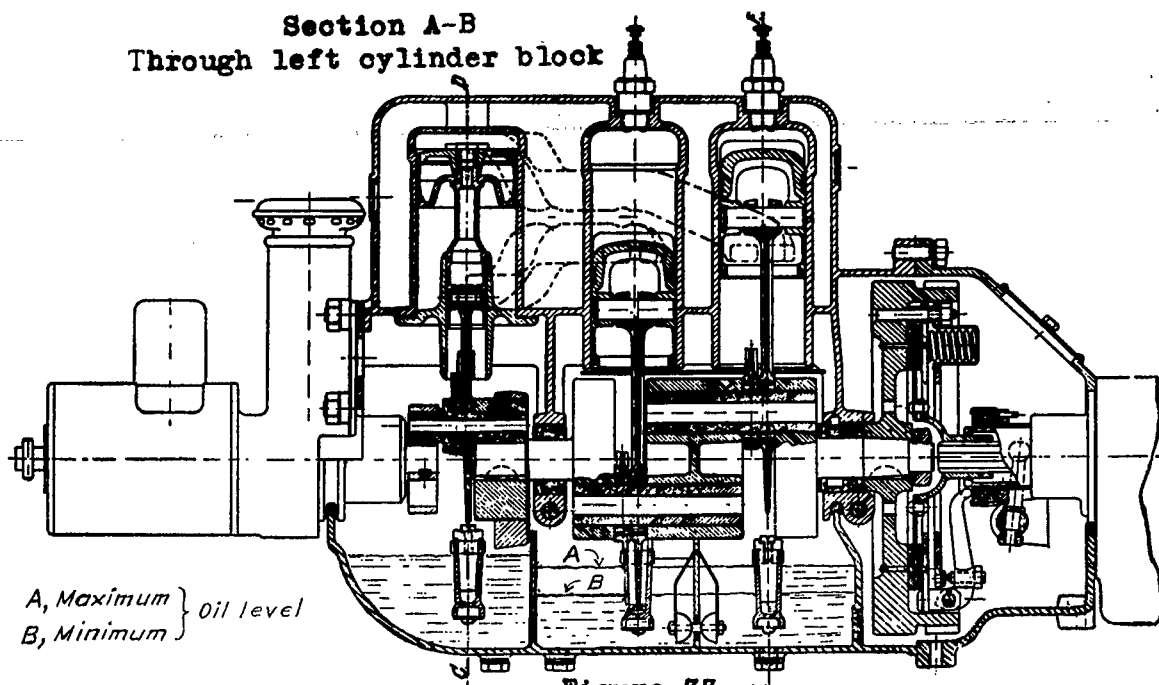 Section A-B
Through left cylinder block
D
F
A
B
A, Maximum } Oil level
B, Minimum
C